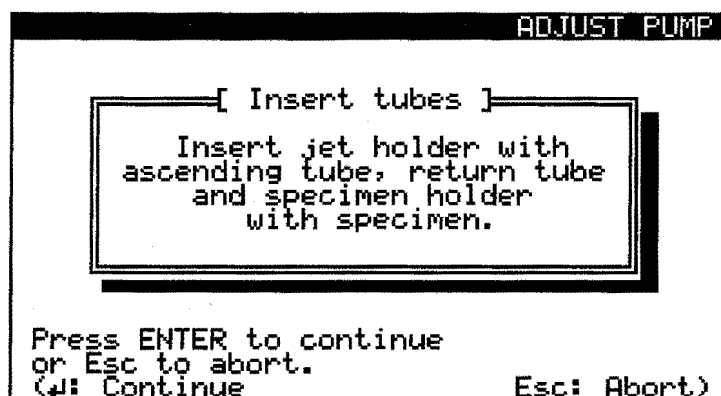 ADJUST PUMP
[ Insert tubes ]
Insert jet holder with
ascending tube, return tube
and specimen holder
with specimen.
Press ENTER to continue
or Esc to abort.
(↵: Continue Esc: Abort)